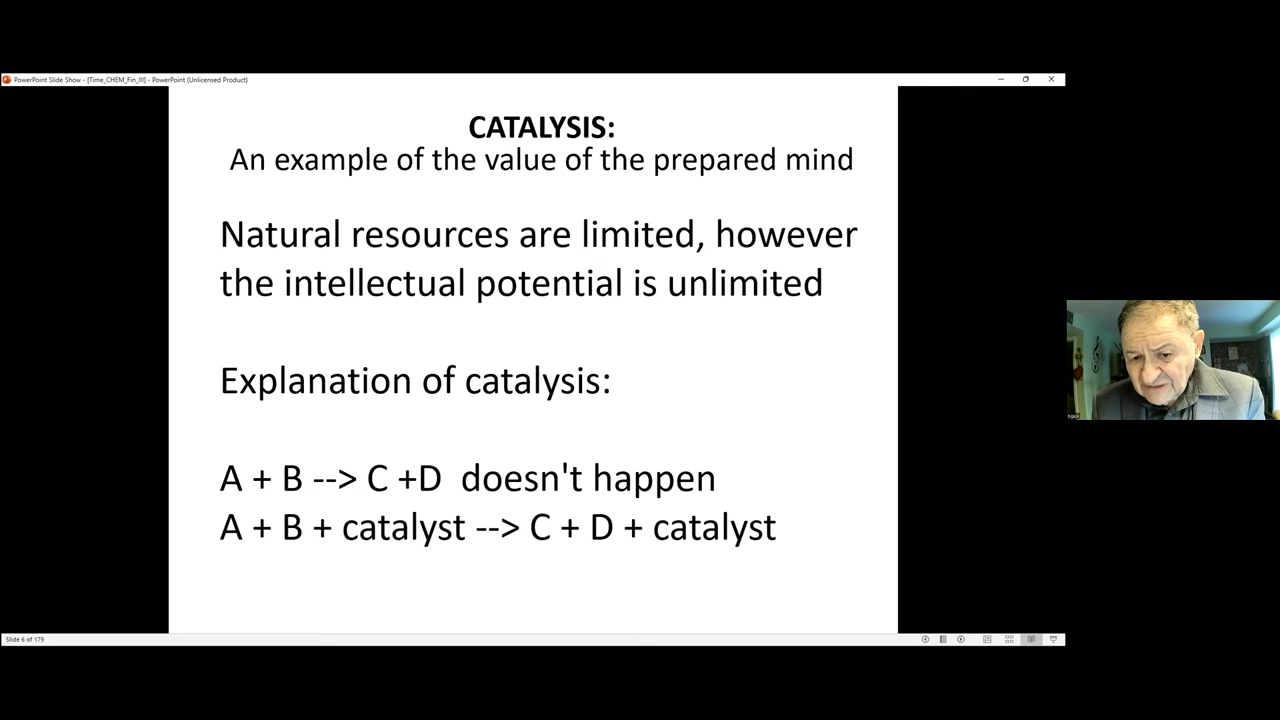 PowerPoint Slide Show - [Time_CHEM_Fin_III] - PowerPoint (Unlicensed Product)
CATALYSIS:
An example of the value of the prepared mind
Natural resources are limited, however
the intellectual potential is unlimited
Explanation of catalysis:
A + B --> C +D doesn't happen
A + B + catalyst --> C + D + catalyst
Slide 6 of 179